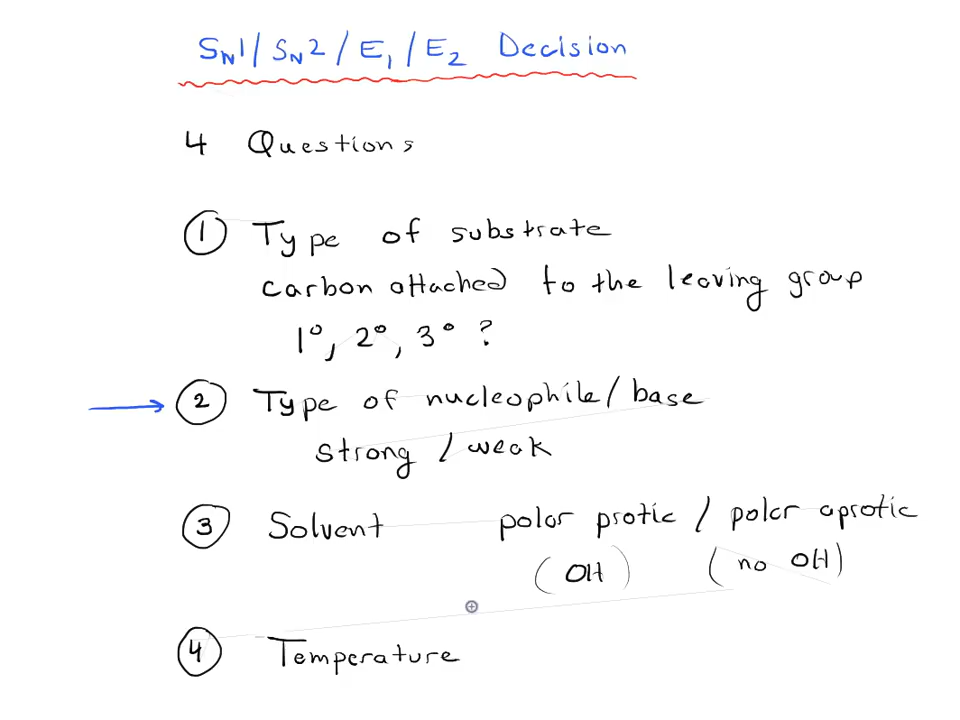 SN1 / SN2 / E1 / E2 Decision
4 Questions
1 Type of substrate
carbon attached to the leaving group
1°, 2°, 3° ?
2 Type of nucleophile / base
strong / weak
3 Solvent polar protic / polar aprotic
(OH) (no OH)
4 Temperature